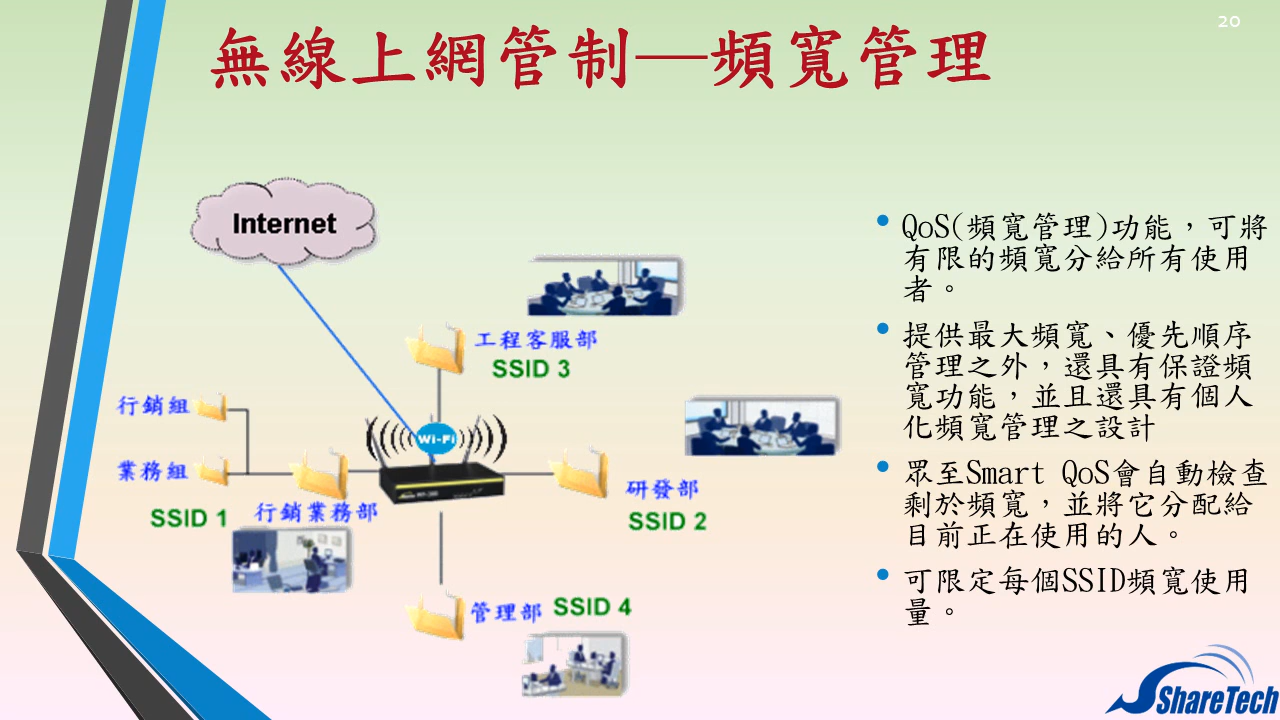 20
無線上網管制—頻寬管理
Internet
工程客服部
SSID 3
行銷組
Wi-Fi
業務組
行銷業務部
SSID 1
研發部
SSID 2
管理部
SSID 4
QoS(頻寬管理)功能，可將
有限的頻寬分給所有使用
者。
提供最大頻寬、優先順序
管理之外，還具有保證頻
寬功能，並且還具有個人
化頻寬管理之設計
眾至Smart QoS會自動檢查
剩於頻寬，並將它分配給
目前正在使用的人。
可限定每個SSID頻寬使用
量。
ShareTech